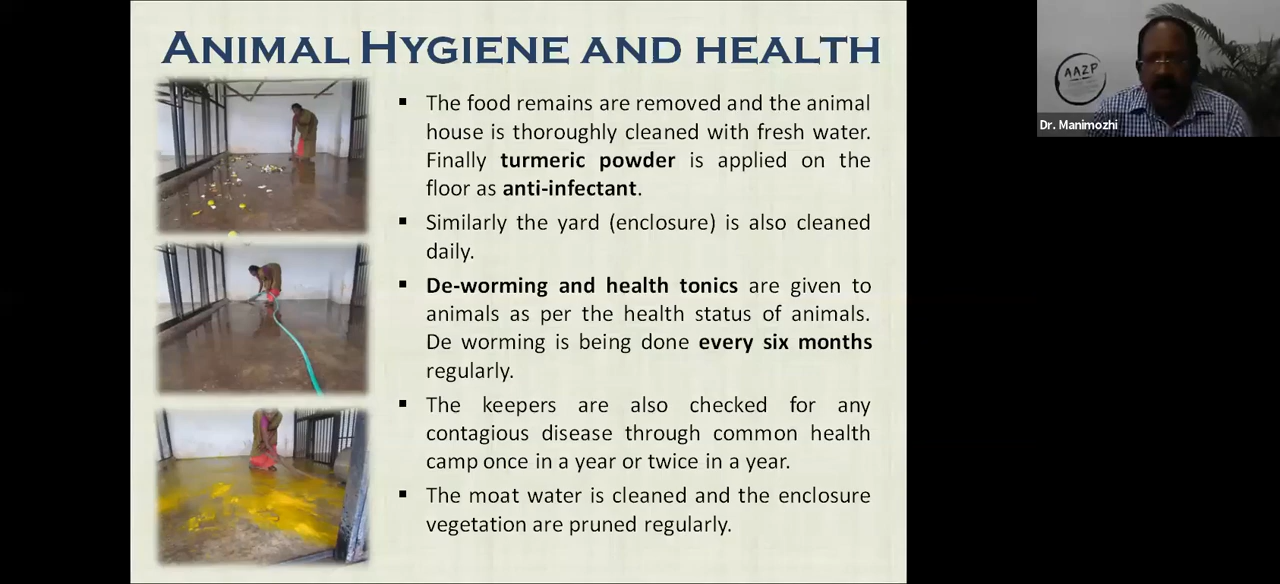 ANIMAL HYGIENE AND HEALTH
▪ The food remains are removed and the animal
house is thoroughly cleaned with fresh water.
Finally turmeric powder is applied on the
floor as anti-infectant.
▪ Similarly the yard (enclosure) is also cleaned
daily.
▪ De-worming and health tonics are given to
animals as per the health status of animals.
De worming is being done every six months
regularly.
▪ The keepers are also checked for any
contagious disease through common health
camp once in a year or twice in a year.
▪ The moat water is cleaned and the enclosure
vegetation are pruned regularly.
AAZP
Dr. Manimozhi